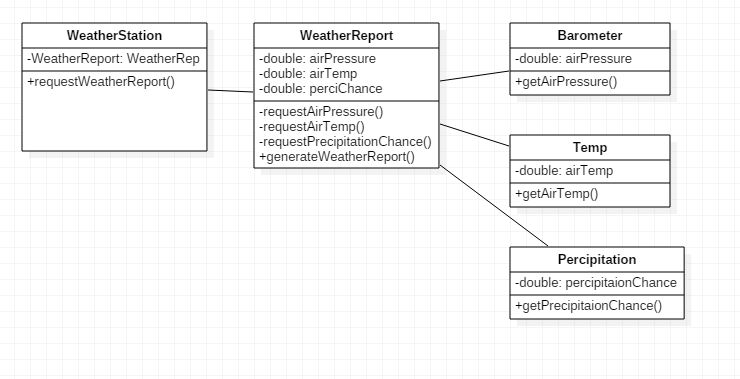 WeatherStation
-WeatherReport: WeatherRep
+requestWeatherReport()
WeatherReport
-double: airPressure
-double: airTemp
-double: perciChance
-requestAirPressure()
-requestAirTemp()
-requestPrecipitationChance()
+generateWeatherReport()
Barometer
-double: airPressure
+getAirPressure()
Temp
-double: airTemp
+getAirTemp()
Percipitation
-double: percipitaionChance
+getPrecipitaionChance()